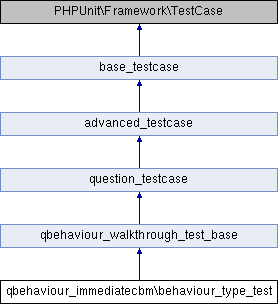 PHPUnit\Framework\TestCase
base_testcase
advanced_testcase
question_testcase
qbehaviour_walkthrough_test_base
qbehaviour_immediatecbm\behaviour_type_test